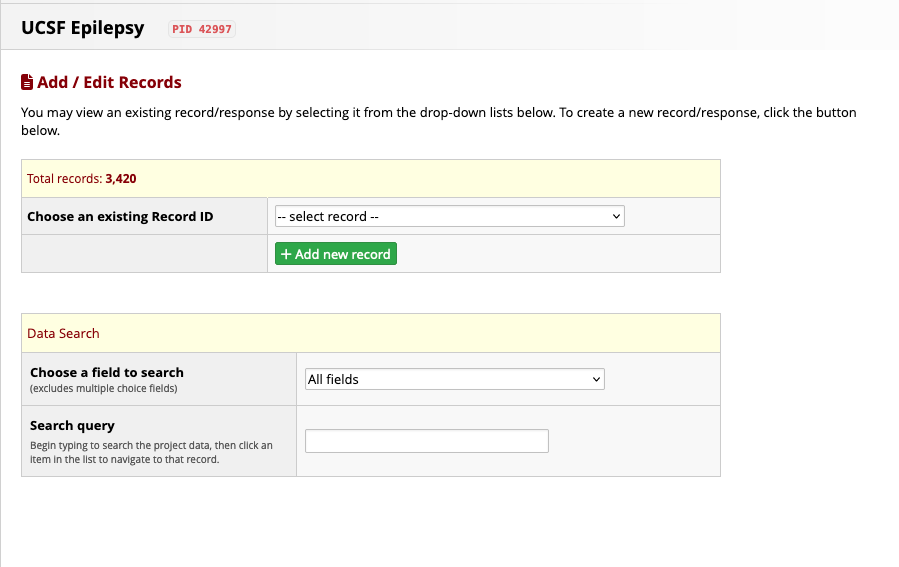 UCSF Epilepsy PID 42997
Add / Edit Records
You may view an existing record/response by selecting it from the drop-down lists below. To create a new record/response, click the button
below.
Total records: 3,420
Choose an existing Record ID -- select record --
+ Add new record
Data Search
Choose a field to search
(excludes multiple choice fields)
All fields
Search query
Begin typing to search the project data, then click an
item in the list to navigate to that record.